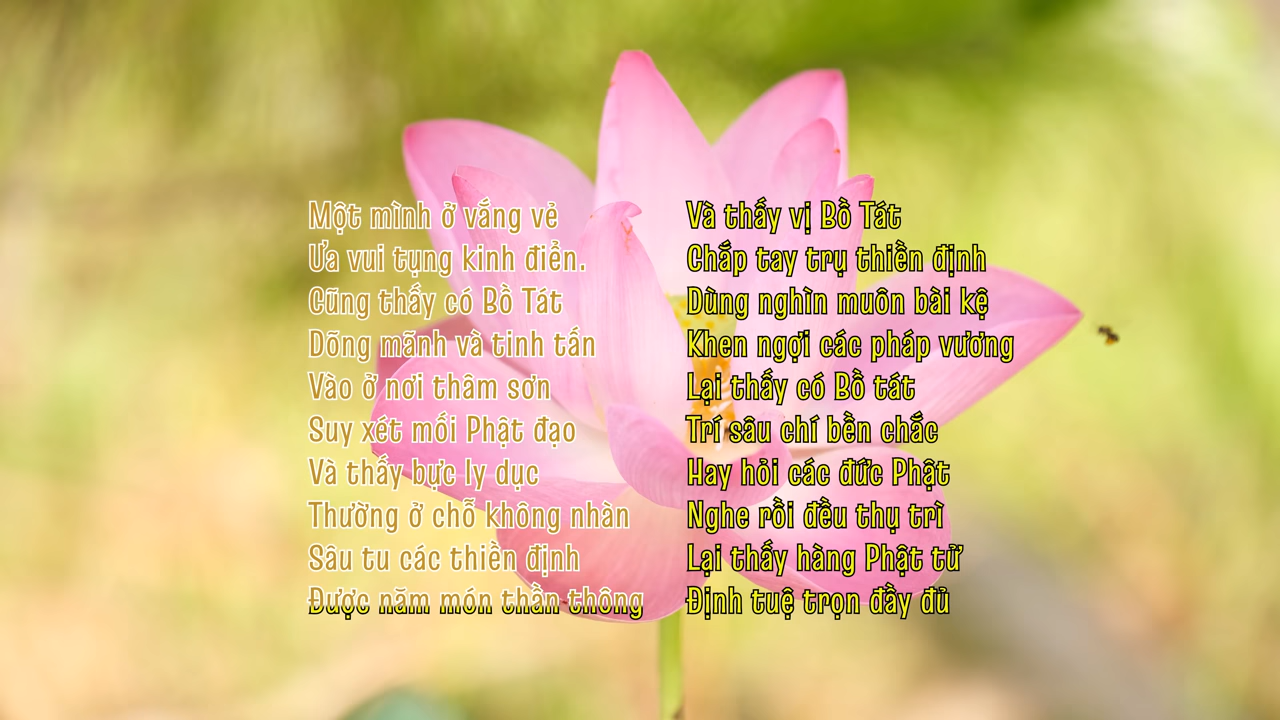 Một mình ở vắng vẻ
Ưa vui tụng kinh điển.
Cũng thấy có Bồ Tát
Dõng mãnh và tinh tấn
Vào ở nơi thâm sơn
Suy xét mối Phật đạo
Và thấy bực ly dục
Thường ở chỗ không nhàn
Sâu tu các thiền định
Được năm món thần thông
Và thấy vị Bồ Tát
Chắp tay trụ thiền định
Dùng nghìn muôn bài kệ
Khen ngợi các pháp vương
Lại thấy có Bồ tát
Trí sâu chí bền chắc
Hay hỏi các đức Phật
Nghe rồi đều thụ trì
Lại thấy hàng Phật tử
Định tuệ trọn đầy đủ